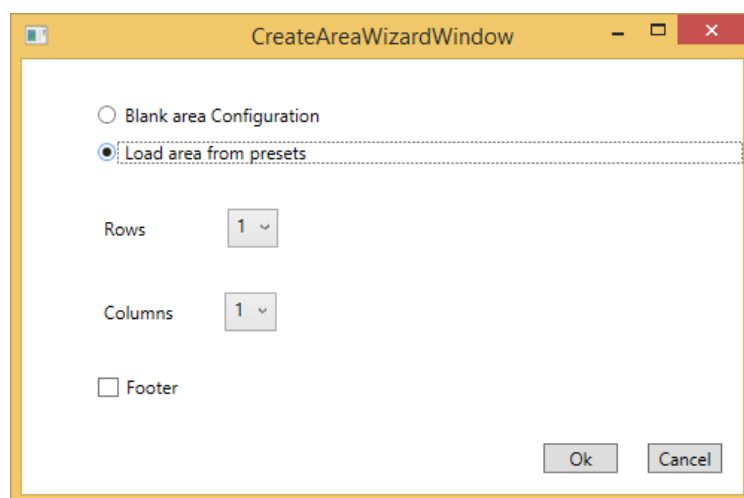 CreateAreaWizardWindow
Blank area Configuration
Load area from presets
Rows 1
Columns 1
Footer
Ok Cancel